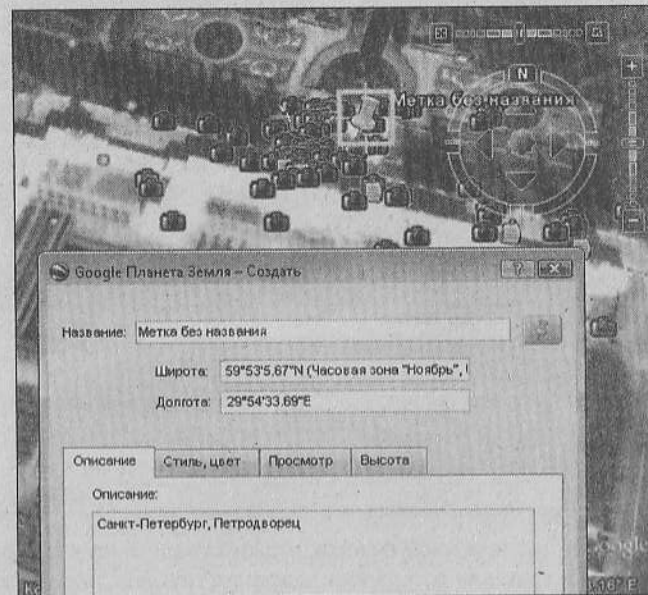 N
Метка без названия
Google Планета Земля – Создать
Название: Метка без названия
Широта: 59°53'5.67"N (Часовая зона "Ноябрь",
Долгота: 29°54'33.69"E
Описание Стиль, цвет Просмотр Высота
Описание:
Санкт-Петербург, Петродворец
Google